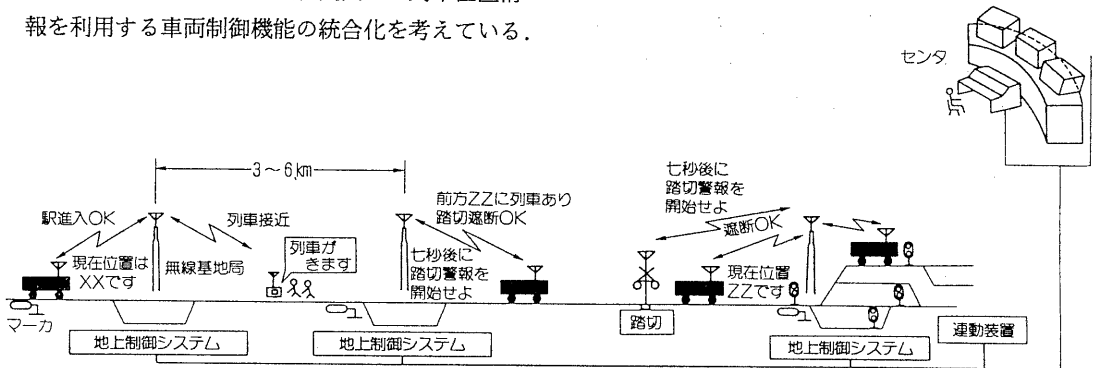 報を利用する車両制御機能の統合化を考えている.
センタ
3～6km
駅進入OK
列車接近
現在位置は
XXです
無線基地局
列車が
きます
前方ZZに列車あり
踏切遮断OK
七秒後に
踏切警報を
開始せよ
七秒後に
踏切警報を
開始せよ
遮断OK
現在位置
ZZです
マーカ
踏切
連動装置
地上制御システム
地上制御システム
地上制御システム